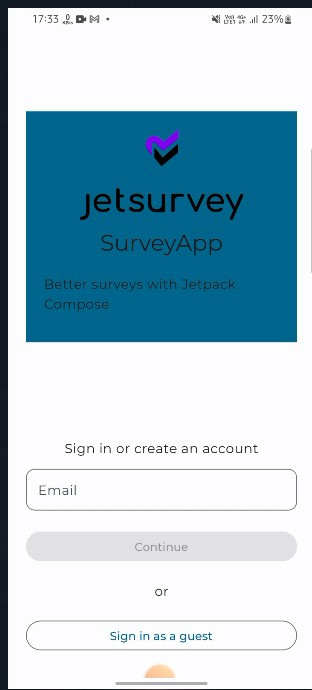 17:33
23%
jetsurvey
SurveyApp
Better surveys with Jetpack
Compose
Sign in or create an account
Email
Continue
or
Sign in as a guest